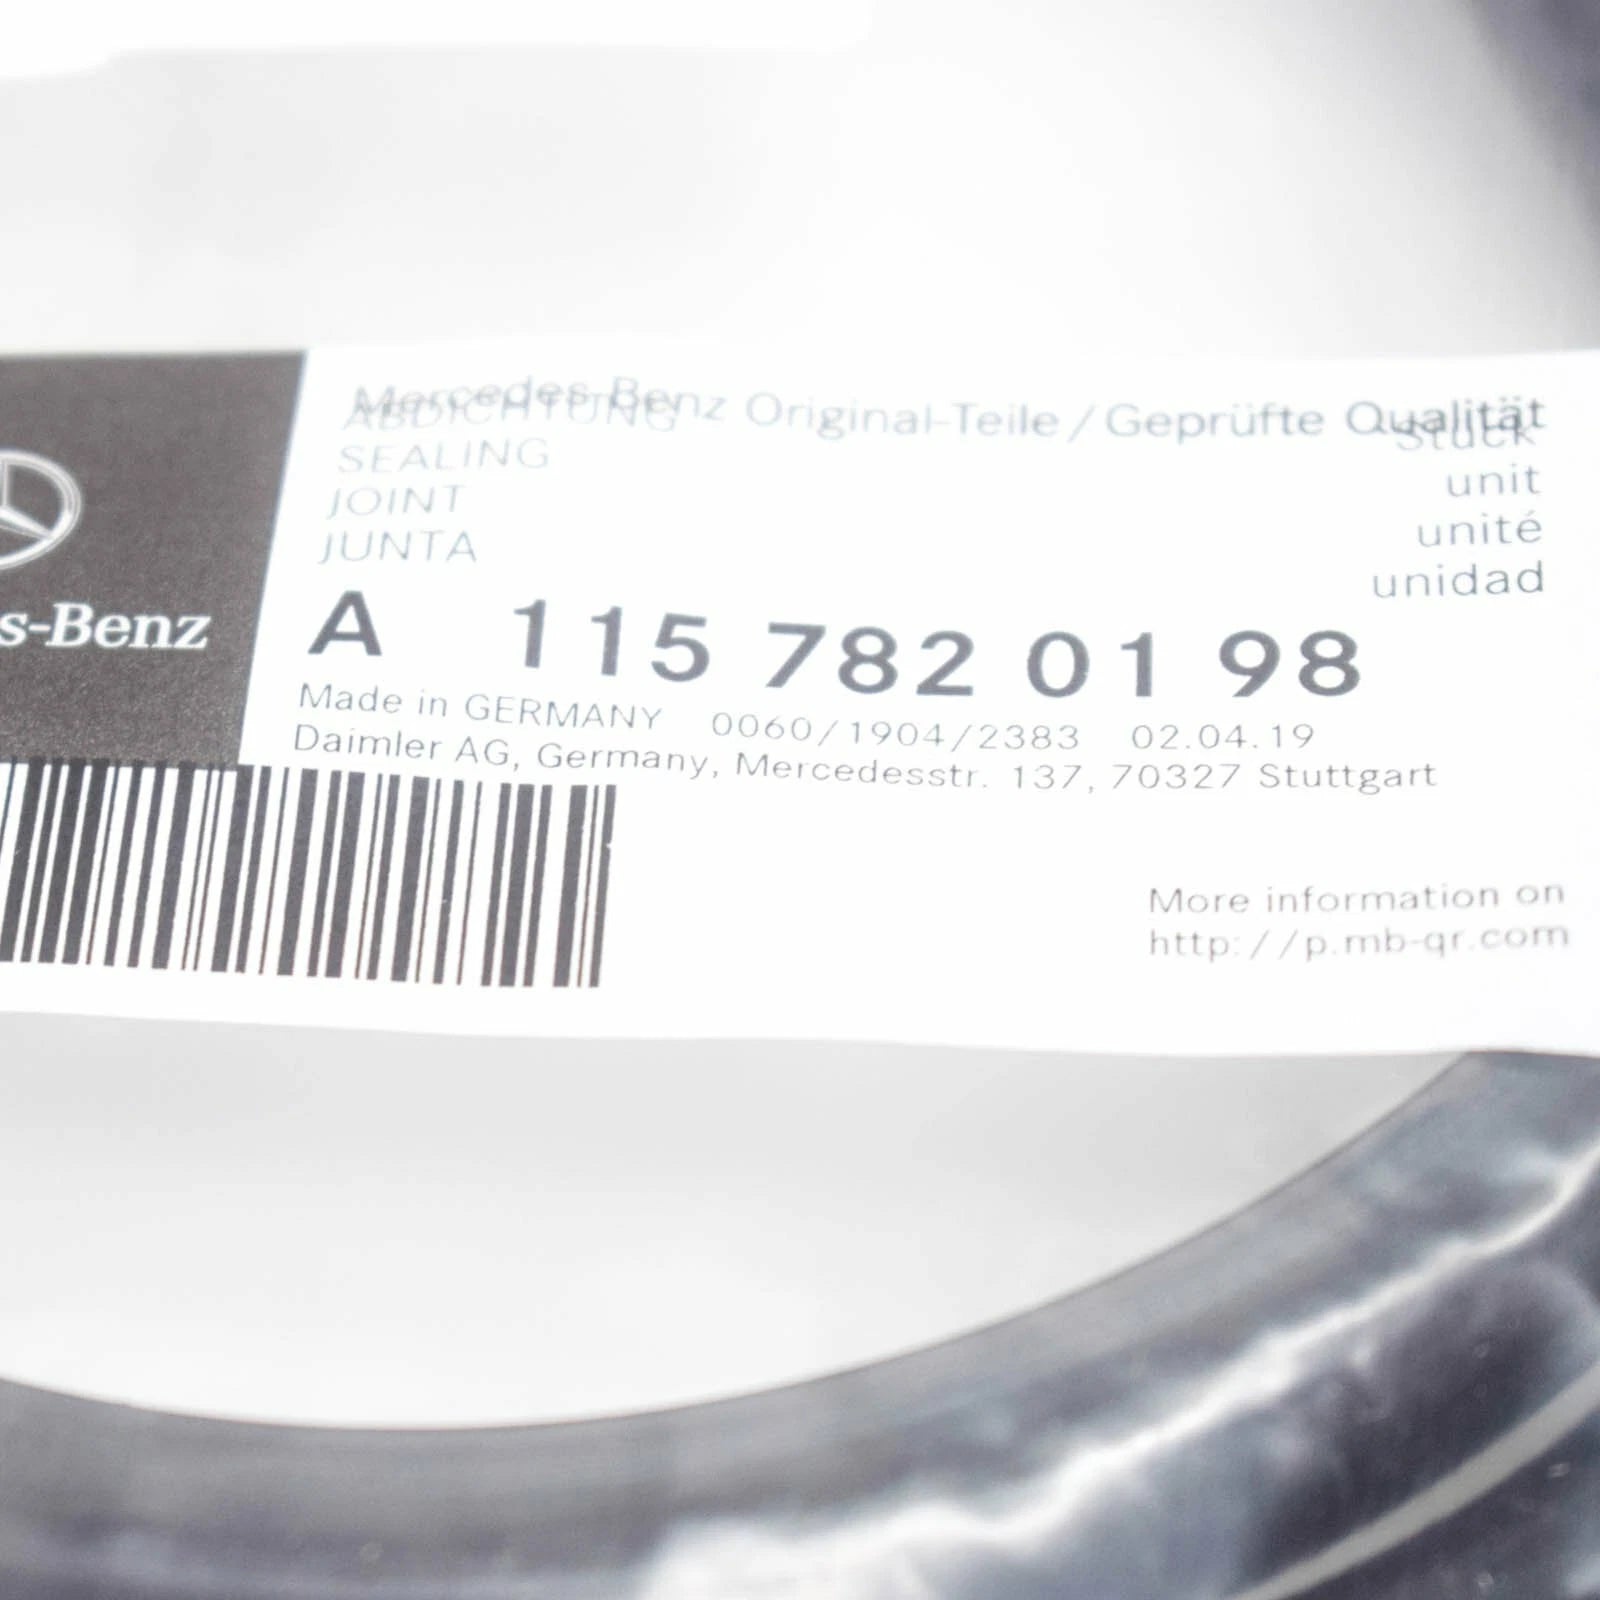 Mercedes-Benz Original-Teile / Geprüfte Qualität
ABDICHTUNG Stück
SEALING unit
JOINT unité
JUNTA unidad
s-Benz
A 115 782 01 98
Made in GERMANY 0060/1904/2383 02.04.19
Daimler AG, Germany, Mercedesstr. 137, 70327 Stuttgart
More information on
http://p.mb-qr.com